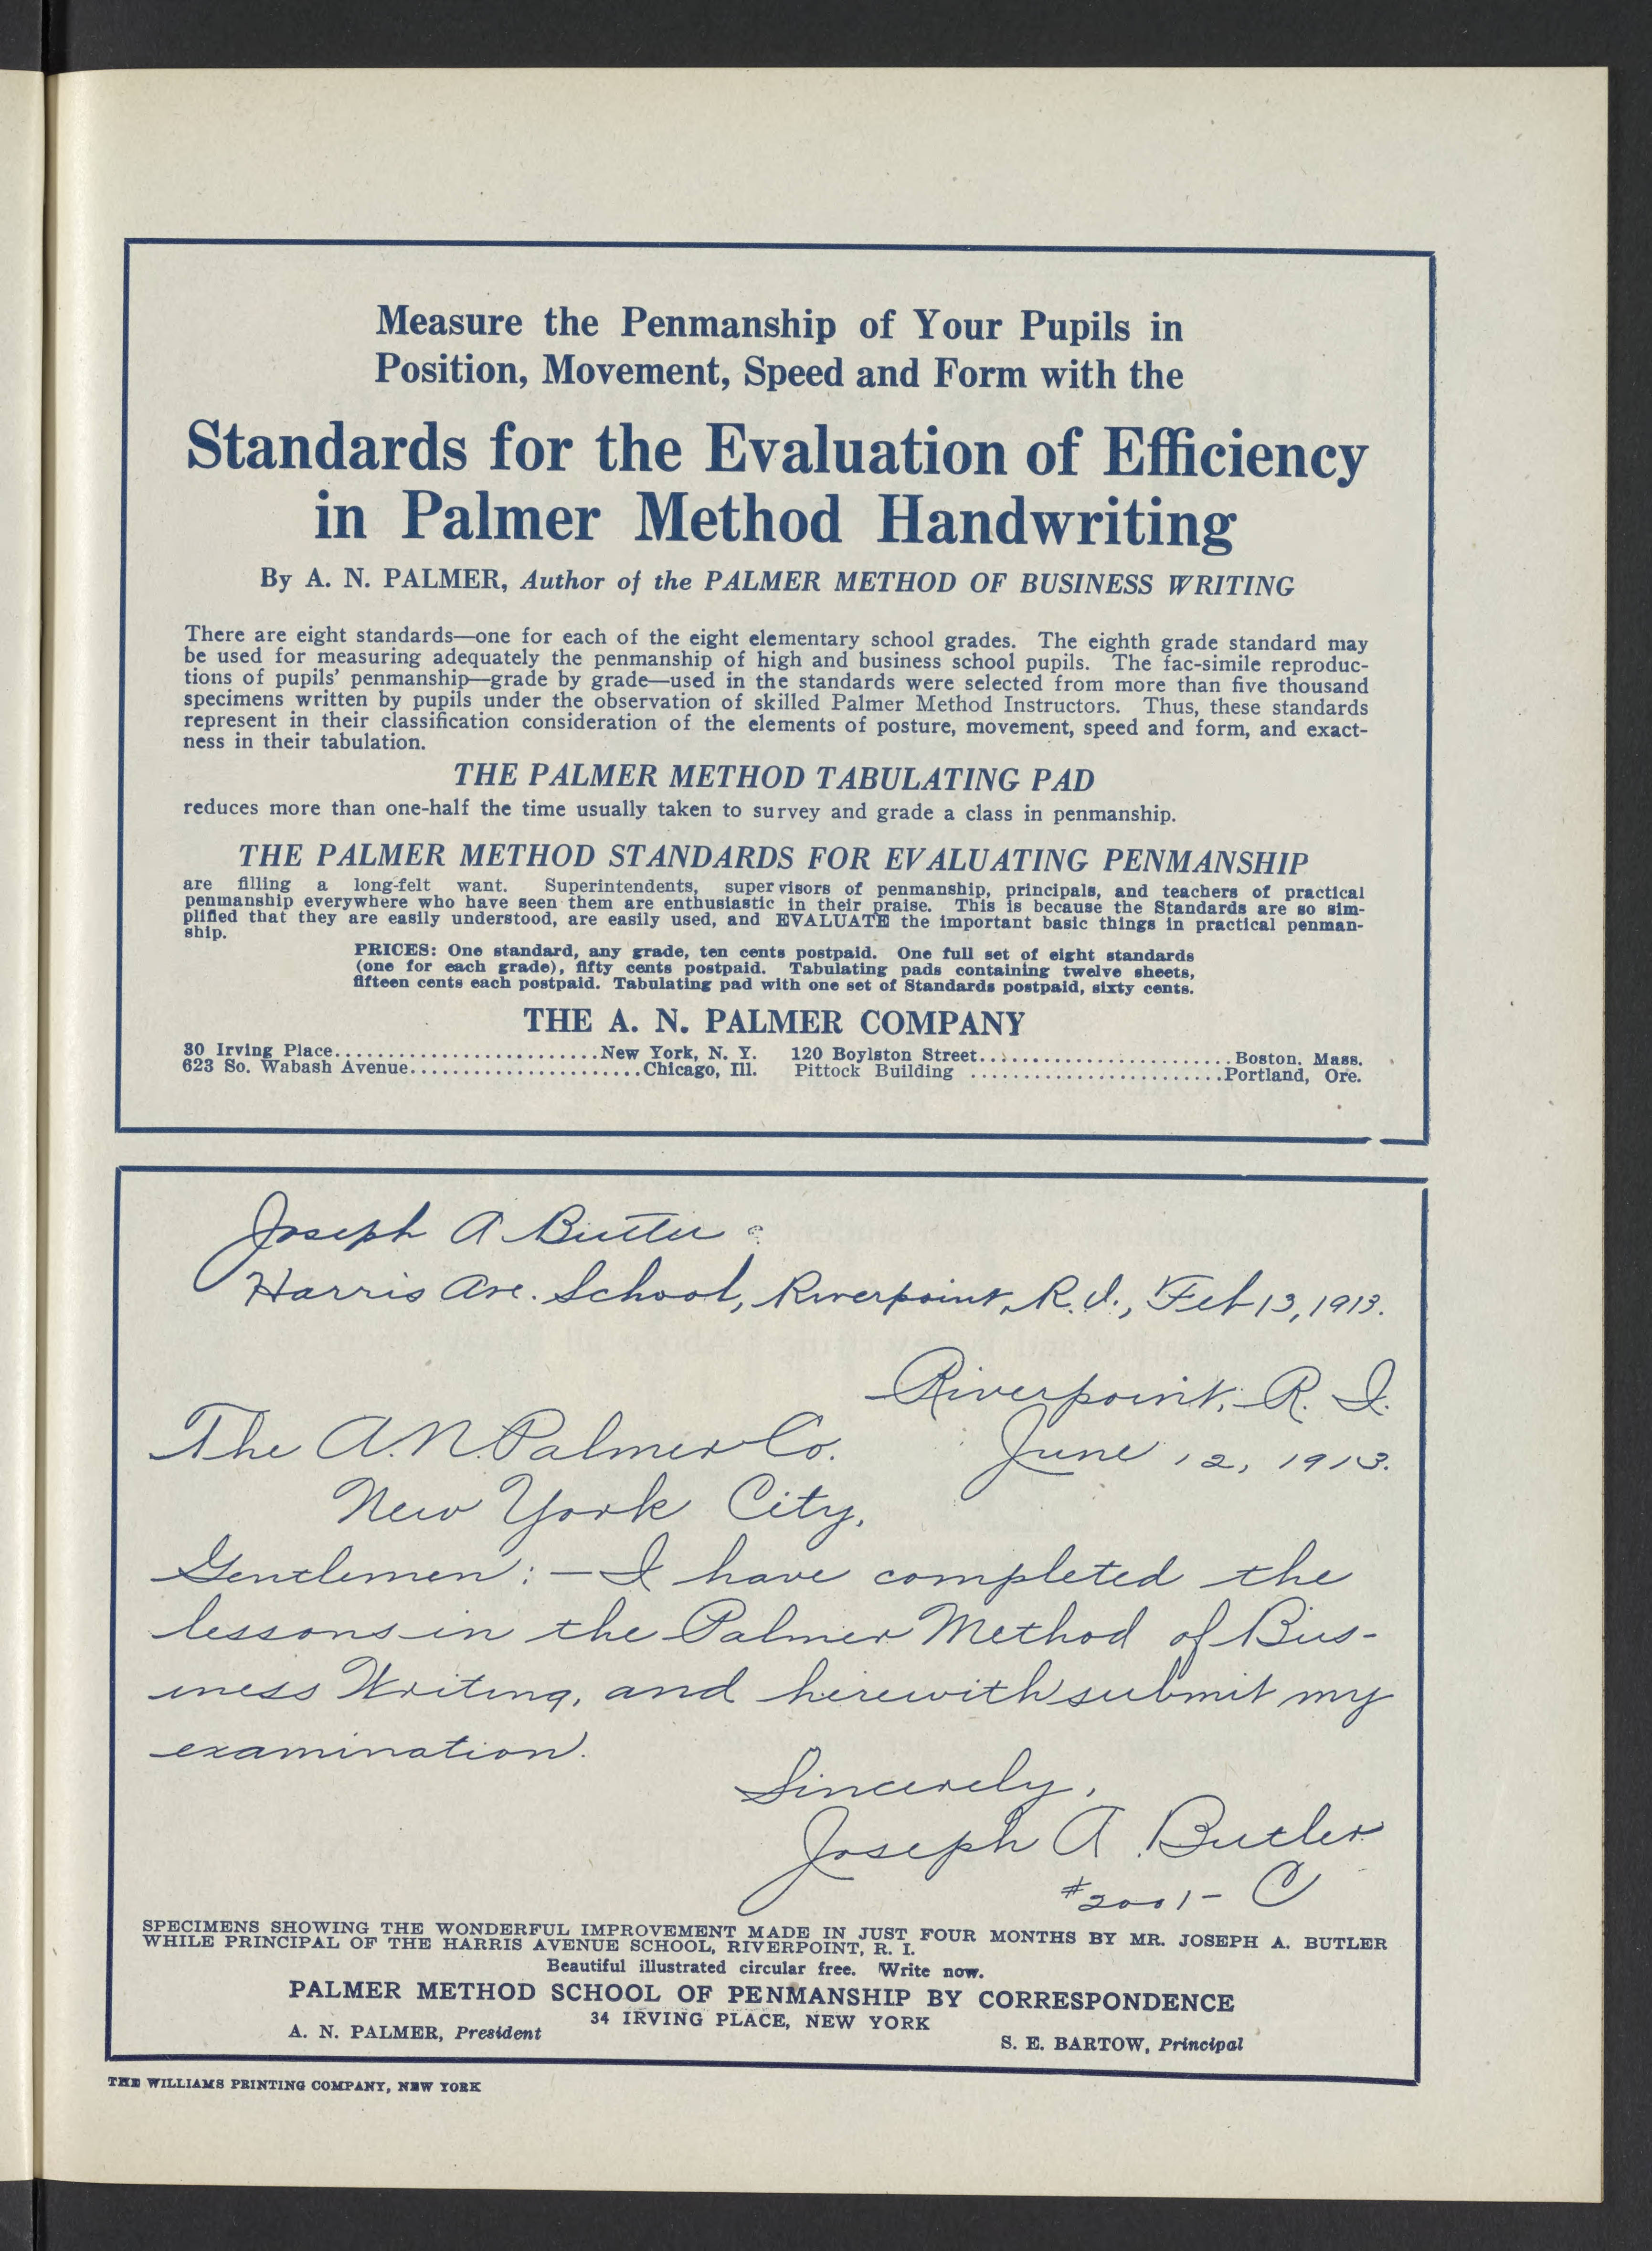 Measure the Penmanship of Your Pupils in
Position, Movement, Speed and Form with the
Standards for the Evaluation of Efficiency
in Palmer Method Handwriting
By A. N. PALMER, Author of the PALMER METHOD OF BUSINESS WRITING
There are eight standards—one for each of the eight elementary school grades. The eighth grade standard may
be used for measuring adequately the penmanship of high and business school pupils. The fac-simile reproduc-
tions of pupils' penmanship—grade by grade—used in the standards were selected from more than five thousand
specimens written by pupils under the observation of skilled Palmer Method Instructors. Thus, these standards
represent in their classification consideration of the elements of posture, movement, speed and form, and exact-
ness in their tabulation.
THE PALMER METHOD TABULATING PAD
reduces more than one-half the time usually taken to survey and grade a class in penmanship.
THE PALMER METHOD STANDARDS FOR EVALUATING PENMANSHIP
are filling a long-felt want. Superintendents, supervisors of penmanship, principals, and teachers of practical
penmanship everywhere who have seen them are enthusiastic in their praise. This is because the Standards are so sim-
plified that they are easily understood, are easily used, and EVALUATE the important basic things in practical penman-
ship.
PRICES: One standard, any grade, ten cents postpaid. One full set of eight standards
(one for each grade), fifty cents postpaid. Tabulating pads containing twelve sheets,
fifteen cents each postpaid. Tabulating pad with one set of Standards postpaid, sixty cents.
THE A. N. PALMER COMPANY
30 Irving Place.........................New York, N. Y. 120 Boylston Street........................Boston, Mass.
623 So. Wabash Avenue......................Chicago, Ill. Pittock Building ........................Portland, Ore.
Joseph A Butler
Harris Ave. School, Riverpoint, R. I., Feb 13, 1913.
Riverpoint, R. I.
The A. N. Palmer Co. June 12, 1913.
New York City,
Gentlemen:—I have completed the
lessons in the Palmer Method of Bus-
iness Writing, and herewith submit my
examination.
Sincerely,
Joseph A. Butler
#2001- C
SPECIMENS SHOWING THE WONDERFUL IMPROVEMENT MADE IN JUST FOUR MONTHS BY MR. JOSEPH A. BUTLER
WHILE PRINCIPAL OF THE HARRIS AVENUE SCHOOL, RIVERPOINT, R. I.
Beautiful illustrated circular free. Write now.
PALMER METHOD SCHOOL OF PENMANSHIP BY CORRESPONDENCE
34 IRVING PLACE, NEW YORK
A. N. PALMER, President S. E. BARTOW, Principal
THE WILLIAMS PRINTING COMPANY, NEW YORK